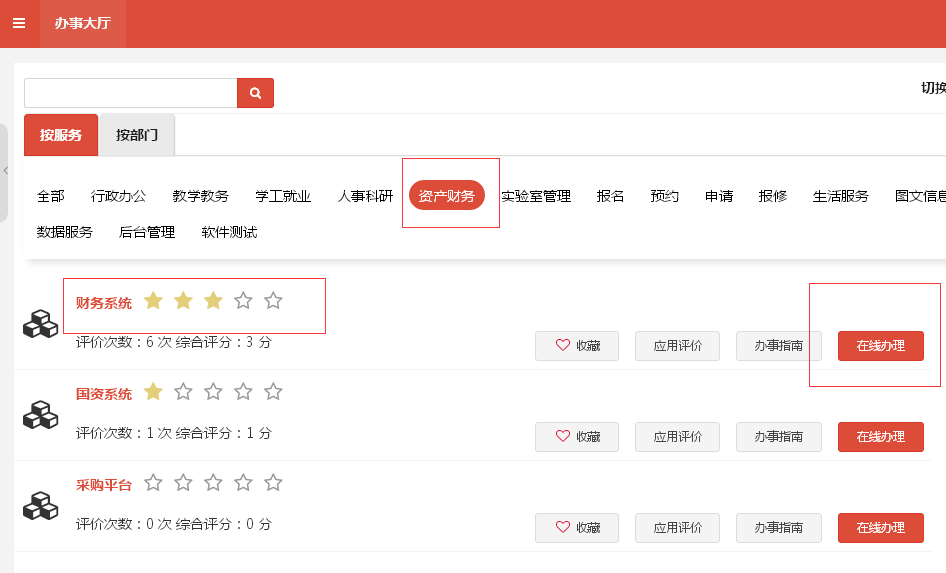 办事大厅
切换
按服务 按部门
全部 行政办公 教学教务 学工就业 人事科研 资产财务 实验室管理 报名 预约 申请 报修 生活服务 图文信息
数据服务 后台管理 软件测试
财务系统
评价次数：6 次 综合评分：3 分 收藏 应用评价 办事指南 在线办理
国资系统
评价次数：1 次 综合评分：1 分 收藏 应用评价 办事指南 在线办理
采购平台
评价次数：0 次 综合评分：0 分 收藏 应用评价 办事指南 在线办理